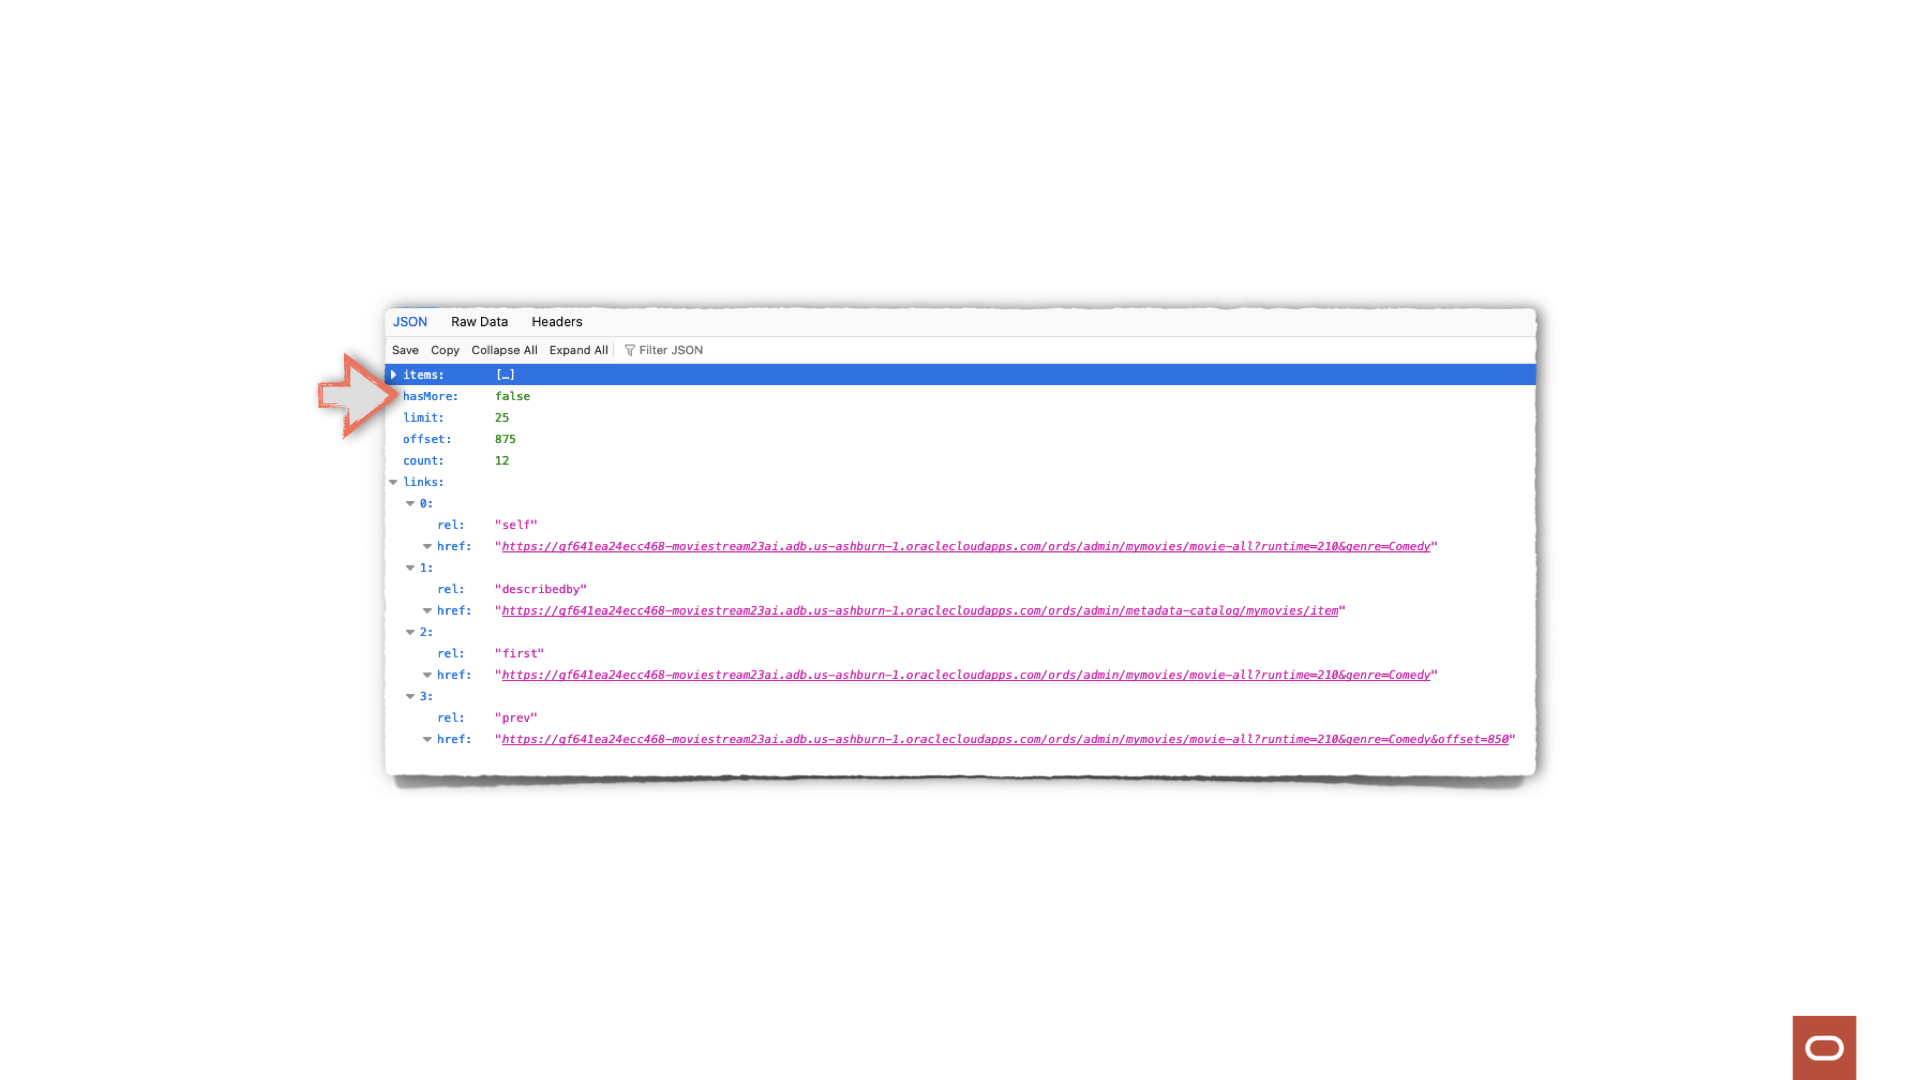 JSON Raw Data Headers
Save Copy Collapse All Expand All Filter JSON
items: […]
hasMore: false
limit: 25
offset: 875
count: 12
links:
0:
rel: "self"
href: "https://gf641ea24ecc468-moviestream23ai.adb.us-ashburn-1.oraclecloudapps.com/ords/admin/mymovies/movie-all?runtime=210&genre=Comedy"
1:
rel: "describedby"
href: "https://gf641ea24ecc468-moviestream23ai.adb.us-ashburn-1.oraclecloudapps.com/ords/admin/metadata-catalog/mymovies/item"
2:
rel: "first"
href: "https://gf641ea24ecc468-moviestream23ai.adb.us-ashburn-1.oraclecloudapps.com/ords/admin/mymovies/movie-all?runtime=210&genre=Comedy"
3:
rel: "prev"
href: "https://gf641ea24ecc468-moviestream23ai.adb.us-ashburn-1.oraclecloudapps.com/ords/admin/mymovies/movie-all?runtime=210&genre=Comedy&offset=850"